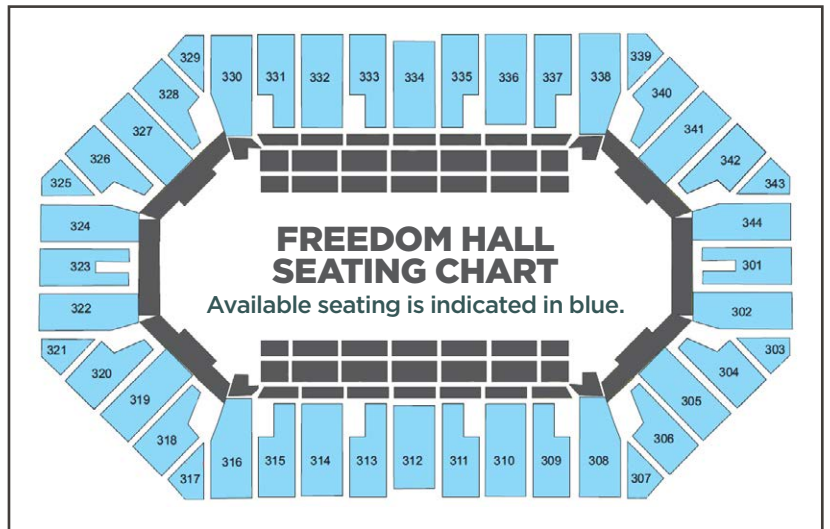 329 330 331 332 333 334 335 336 337 338 339
328 340
327 341
326 342
325 343
324 344
FREEDOM HALL
SEATING CHART
323 301
Available seating is indicated in blue.
322 302
321 303
320 304
319 305
318 306
317 316 315 314 313 312 311 310 309 308 307